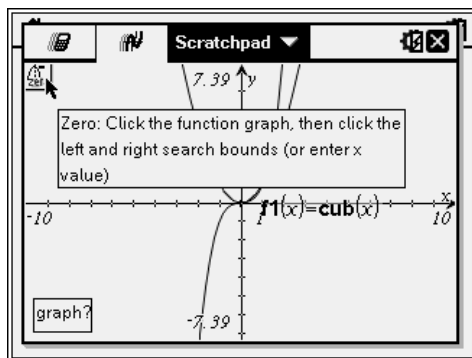 Scratchpad
zero
7.39 y
Zero: Click the function graph, then click the
left and right search bounds (or enter x
value)
x
-10 1 f1(x)=cub(x) 10
graph?
-7.39